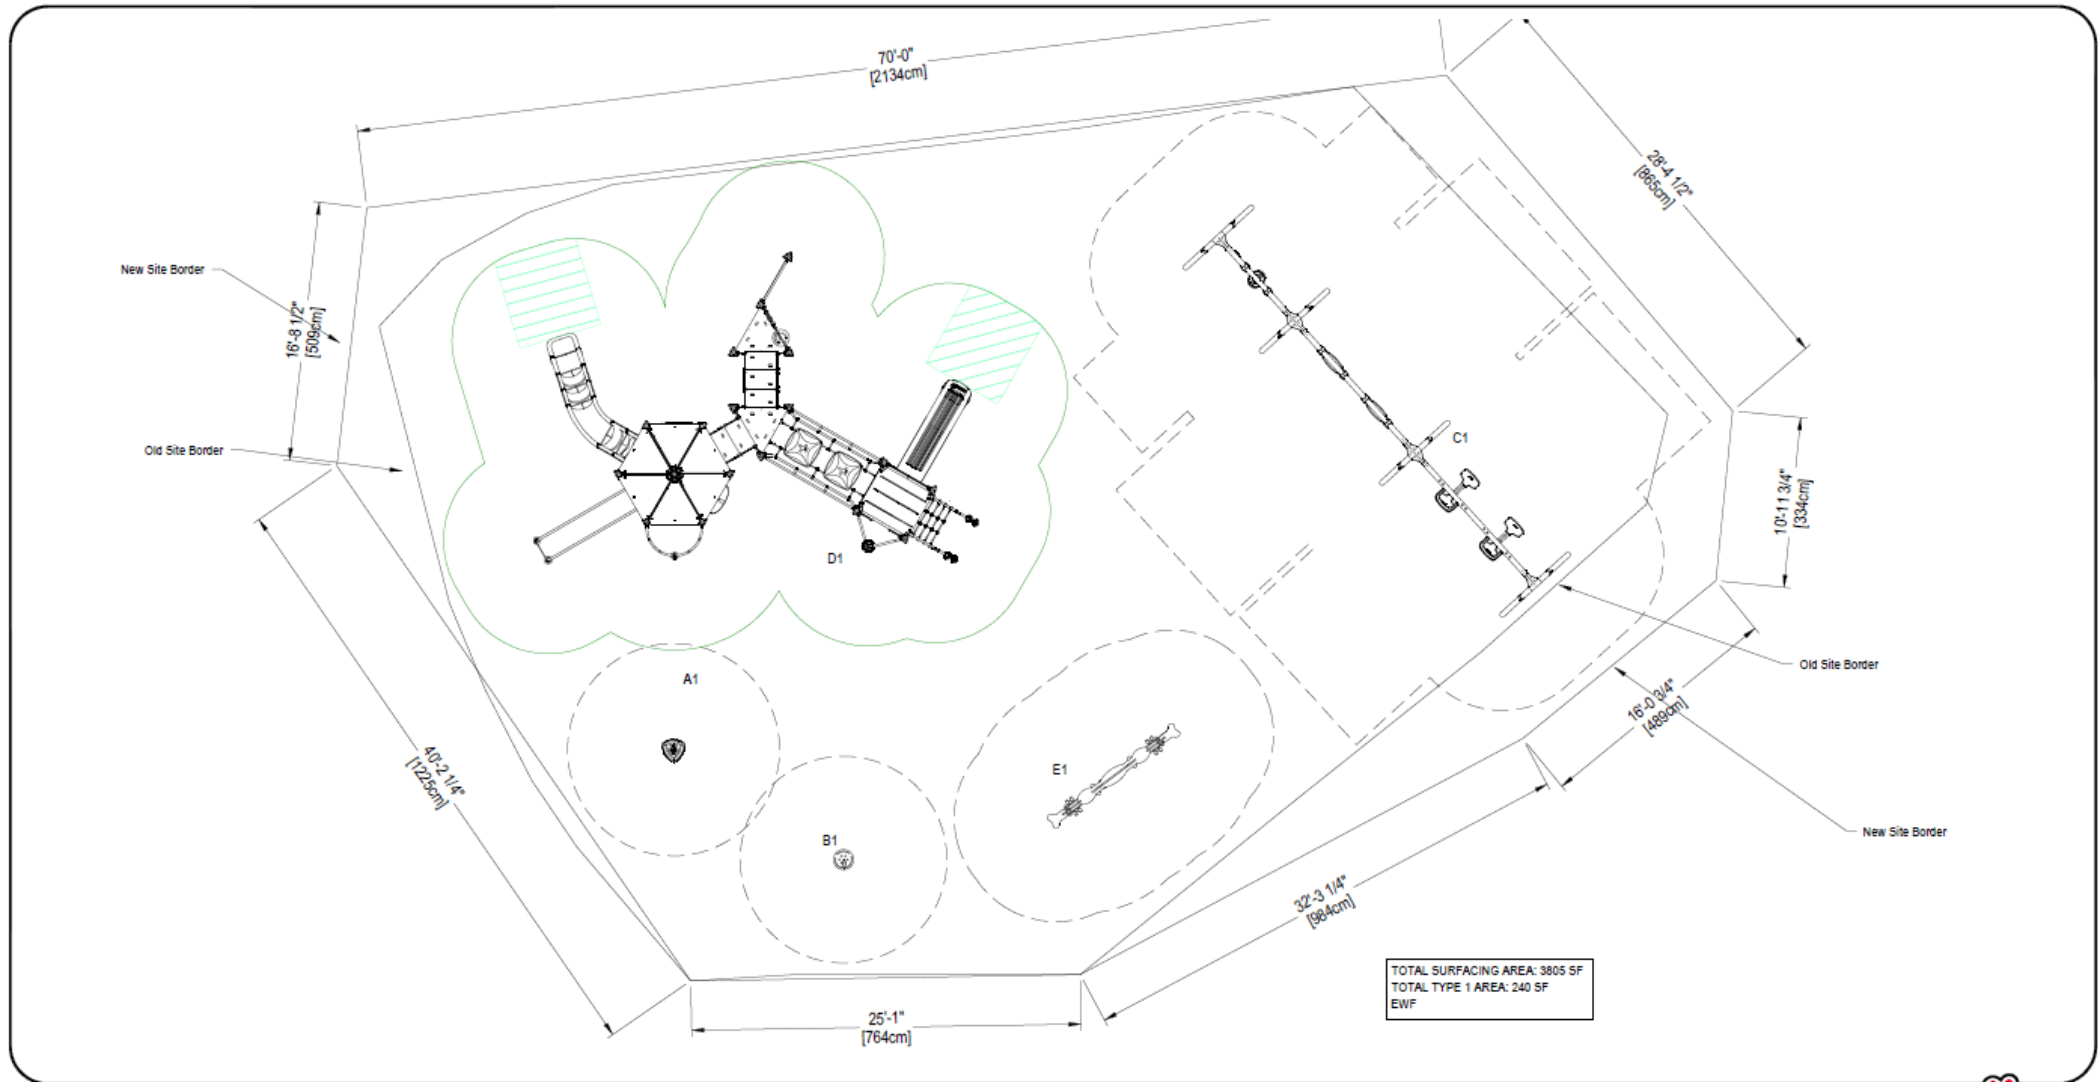 70'-0"
[2134cm]
28'-4 1/2"
[865cm]
New Site Border
16'-8 1/2"
[509cm]
Old Site Border
C1
10'-11 3/4"
[334cm]
D1
Old Site Border
A1
16'-0 3/4"
[489cm]
40'-2 1/4"
[1225cm]
E1
B1
New Site Border
32'-3 1/4"
[984cm]
TOTAL SURFACING AREA: 3805 SF
TOTAL TYPE 1 AREA: 240 SF
EWF
25'-1"
[764cm]